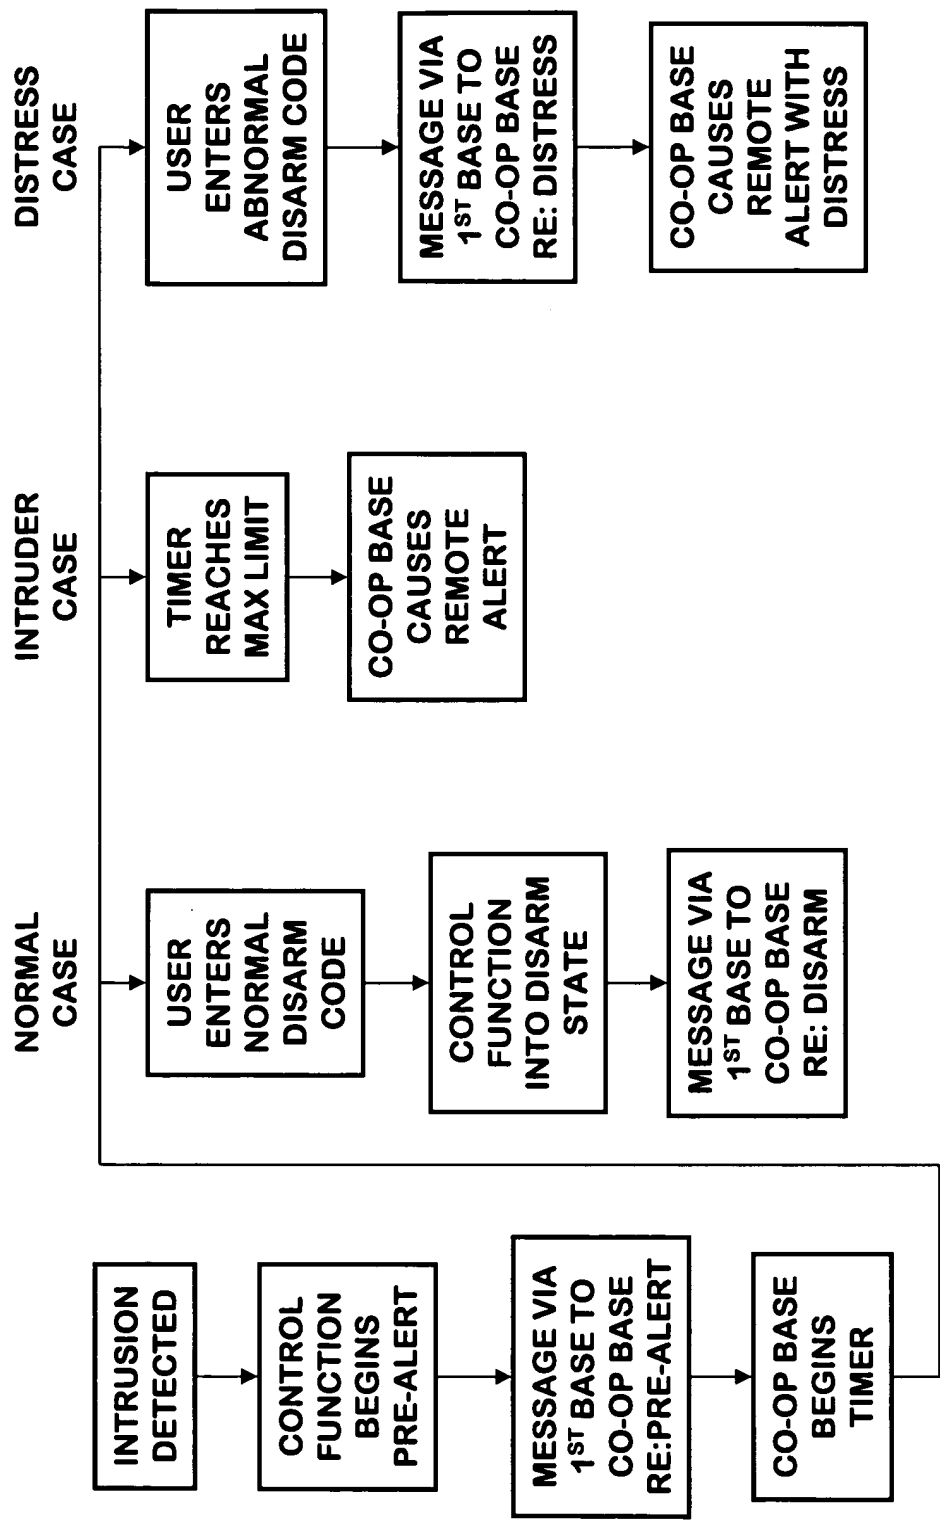 INTRUSION
DETECTED
CONTROL
FUNCTION
BEGINS
PRE-ALERT
MESSAGE VIA
1ST BASE TO
CO-OP BASE
RE:PRE-ALERT
CO-OP BASE
BEGINS
TIMER
NORMAL
CASE
USER
ENTERS
NORMAL
DISARM
CODE
CONTROL
FUNCTION
INTO DISARM
STATE
MESSAGE VIA
1ST BASE TO
CO-OP BASE
RE: DISARM
INTRUDER
CASE
TIMER
REACHES
MAX LIMIT
CO-OP BASE
CAUSES
REMOTE
ALERT
DISTRESS
CASE
USER
ENTERS
ABNORMAL
DISARM CODE
MESSAGE VIA
1ST BASE TO
CO-OP BASE
RE: DISTRESS
CO-OP BASE
CAUSES
REMOTE
ALERT WITH
DISTRESS